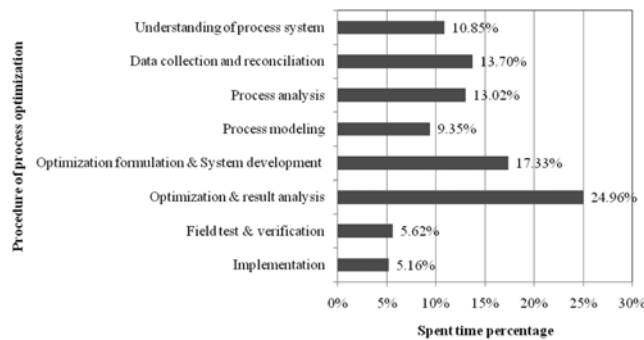 Procedure of process optimization
Understanding of process system
10.85%
Data collection and reconciliation
13.70%
Process analysis
13.02%
Process modeling
9.35%
Optimization formulation & System development
17.33%
Optimization & result analysis
24.96%
Field test & verification
5.62%
Implementation
5.16%
0% 5% 10% 15% 20% 25% 30%
Spent time percentage